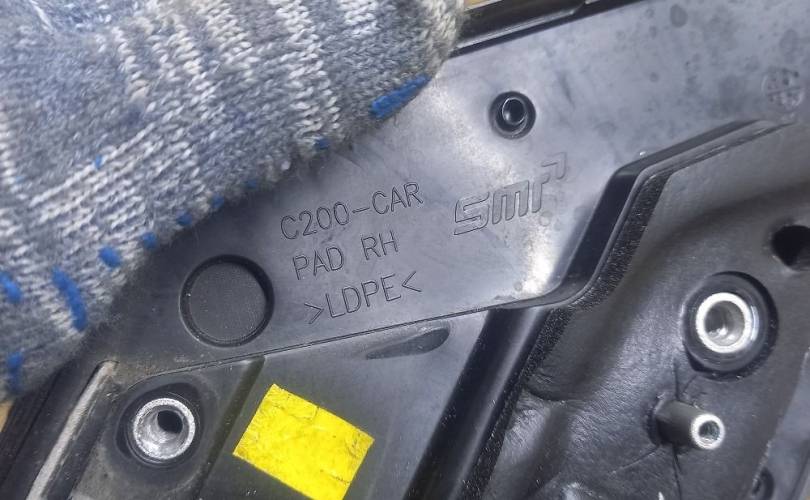 C200-CAR
PAD RH
>LDPE<
SMr